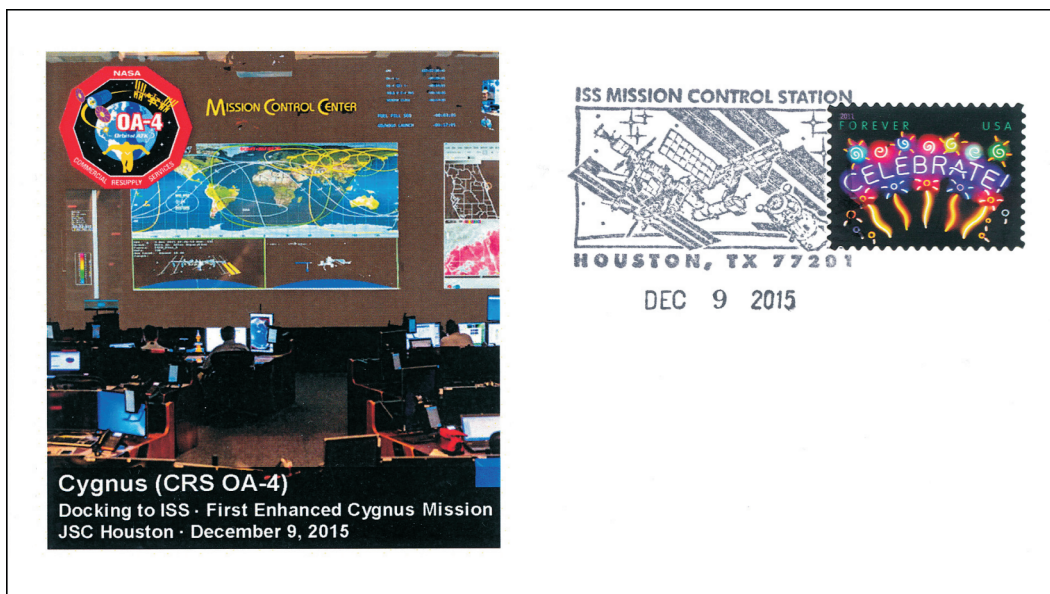 NASA
OA-4
Orbital ATK
COMMERCIAL RESUPPLY SERVICES
MISSION CONTROL CENTER
Cygnus (CRS OA-4)
Docking to ISS · First Enhanced Cygnus Mission
JSC Houston · December 9, 2015
ISS MISSION CONTROL STATION
HOUSTON, TX 77201
DEC 9 2015
2011
FOREVER USA
CELEBRATE!